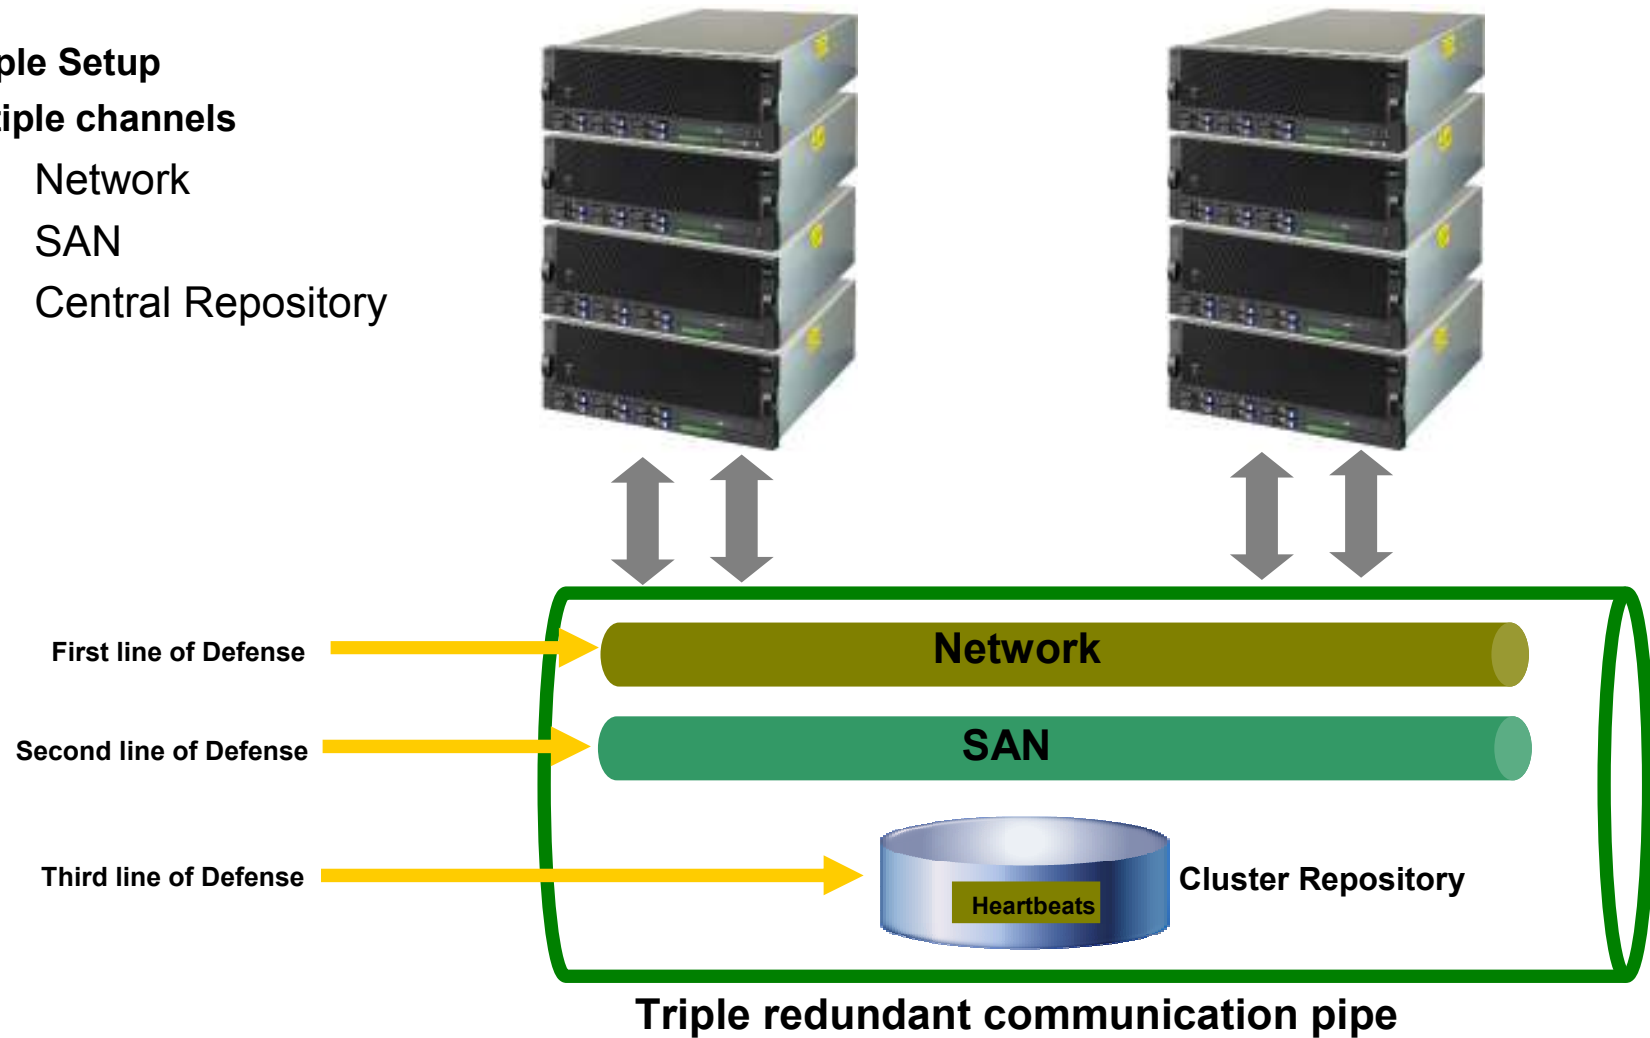 ple Setup
tiple channels
Network
SAN
Central Repository
First line of Defense
Network
Second line of Defense
SAN
Third line of Defense
Cluster Repository
Heartbeats
Triple redundant communication pipe